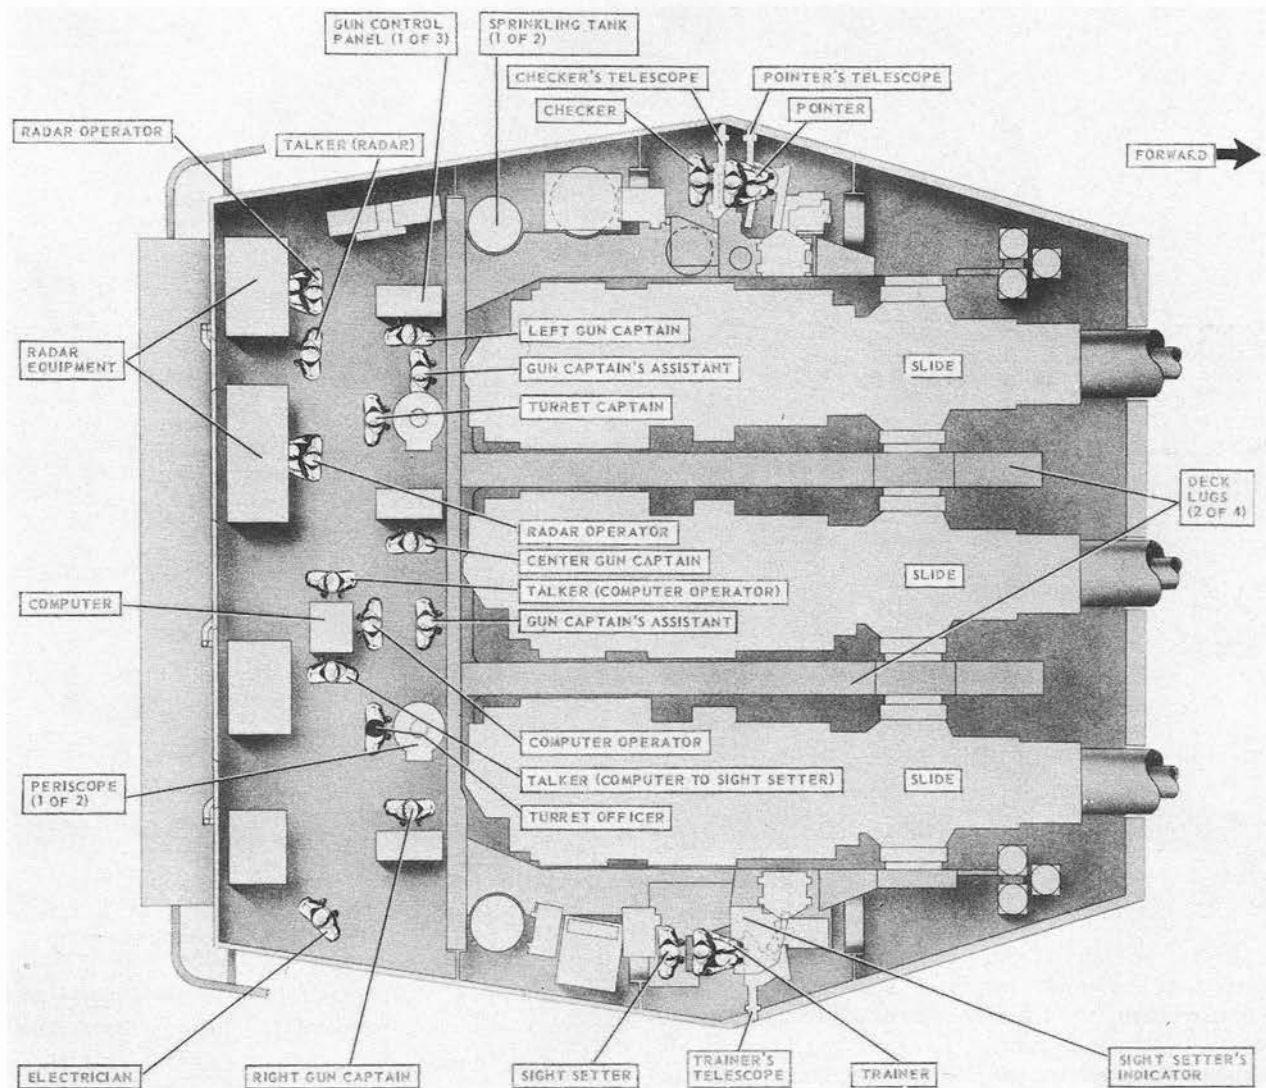 GUN CONTROL
PANEL (1 OF 3)
SPRINKLING TANK
(1 OF 2)
CHECKER'S TELESCOPE
POINTER'S TELESCOPE
CHECKER
POINTER
RADAR OPERATOR
TALKER (RADAR)
FORWARD
LEFT GUN CAPTAIN
RADAR
EQUIPMENT
GUN CAPTAIN'S ASSISTANT
SLIDE
TURRET CAPTAIN
DECK
LUGS
(2 OF 4)
RADAR OPERATOR
CENTER GUN CAPTAIN
SLIDE
TALKER (COMPUTER OPERATOR)
COMPUTER
GUN CAPTAIN'S ASSISTANT
COMPUTER OPERATOR
PERISCOPE
(1 OF 2)
TALKER (COMPUTER TO SIGHT SETTER)
SLIDE
TURRET OFFICER
ELECTRICIAN
RIGHT GUN CAPTAIN
SIGHT SETTER
TRAINER'S
TELESCOPE
TRAINER
SIGHT SETTER'S
INDICATOR